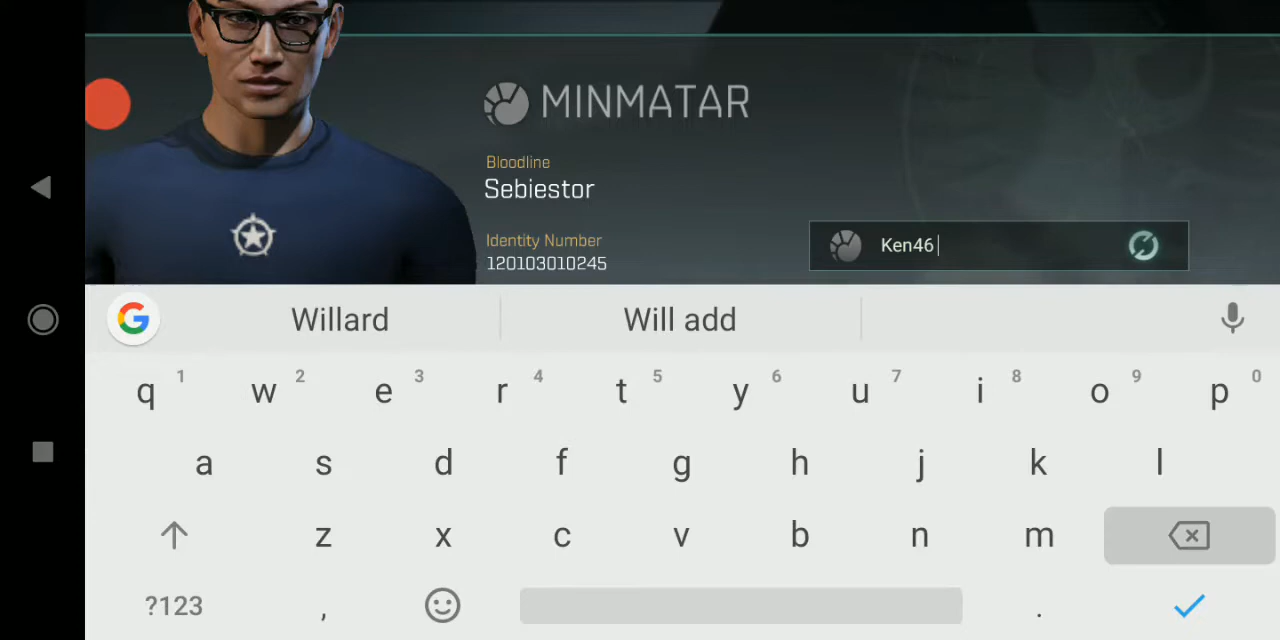 MINMATAR
Bloodline
Sebiestor
Identity Number
120103010245
Ken46
G Willard Will add
q 1 w 2 e 3 r 4 t 5 y 6 u 7 i 8 o 9 p 0
a s d f g h j k l
z x c v b n m
?123 , .